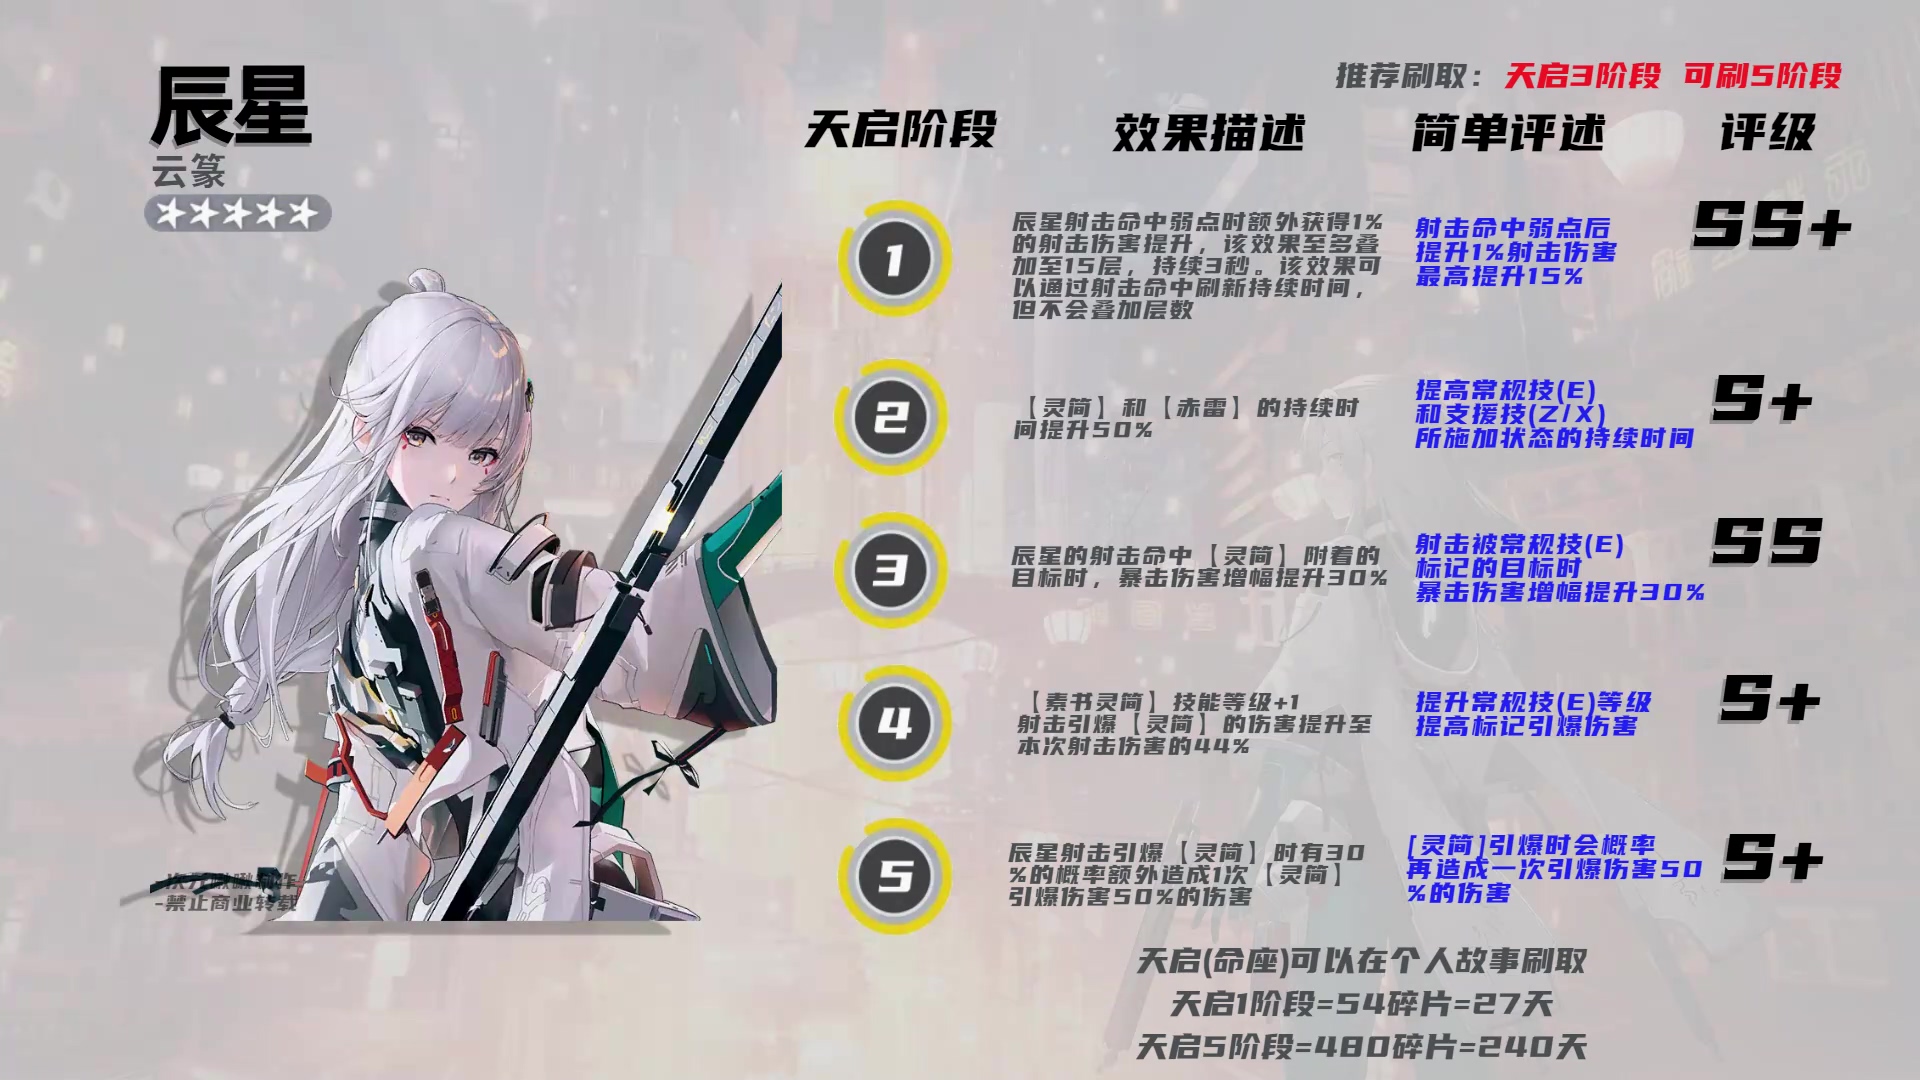 辰星
云篆
推荐刷取：天启3阶段 可刷5阶段
天启阶段 效果描述 简单评述 评级
1
辰星射击命中弱点时额外获得1%
的射击伤害提升，该效果至多叠
加至15层，持续3秒。该效果可
以通过射击命中刷新持续时间，
但不会叠加层数
射击命中弱点后
提升1%射击伤害
最高提升15%
SS+
2
【灵简】和【赤雷】的持续时
间提升50%
提高常规技(E)
和支援技(Z/X)
所施加状态的持续时间
S+
3
辰星的射击命中【灵简】附着的
目标时，暴击伤害增幅提升30%
射击被常规技(E)
标记的目标时
暴击伤害增幅提升30%
SS
4
【素书灵简】技能等级+1
射击引爆【灵简】的伤害提升至
本次射击伤害的44%
提升常规技(E)等级
提高标记引爆伤害
S+
5
辰星射击引爆【灵简】时有30
%的概率额外造成1次【灵简】
引爆伤害50%的伤害
[灵简]引爆时会概率
再造成一次引爆伤害50
%的伤害
S+
-禁止商业转载
天启(命座)可以在个人故事刷取
天启1阶段=54碎片=27天
天启5阶段=480碎片=240天